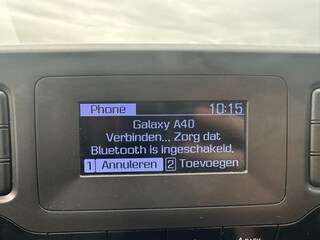 Phone 10:15
Galaxy A40
Verbinden... Zorg dat
Bluetooth is ingeschakeld,
1 Annuleren 2 Toevoegen